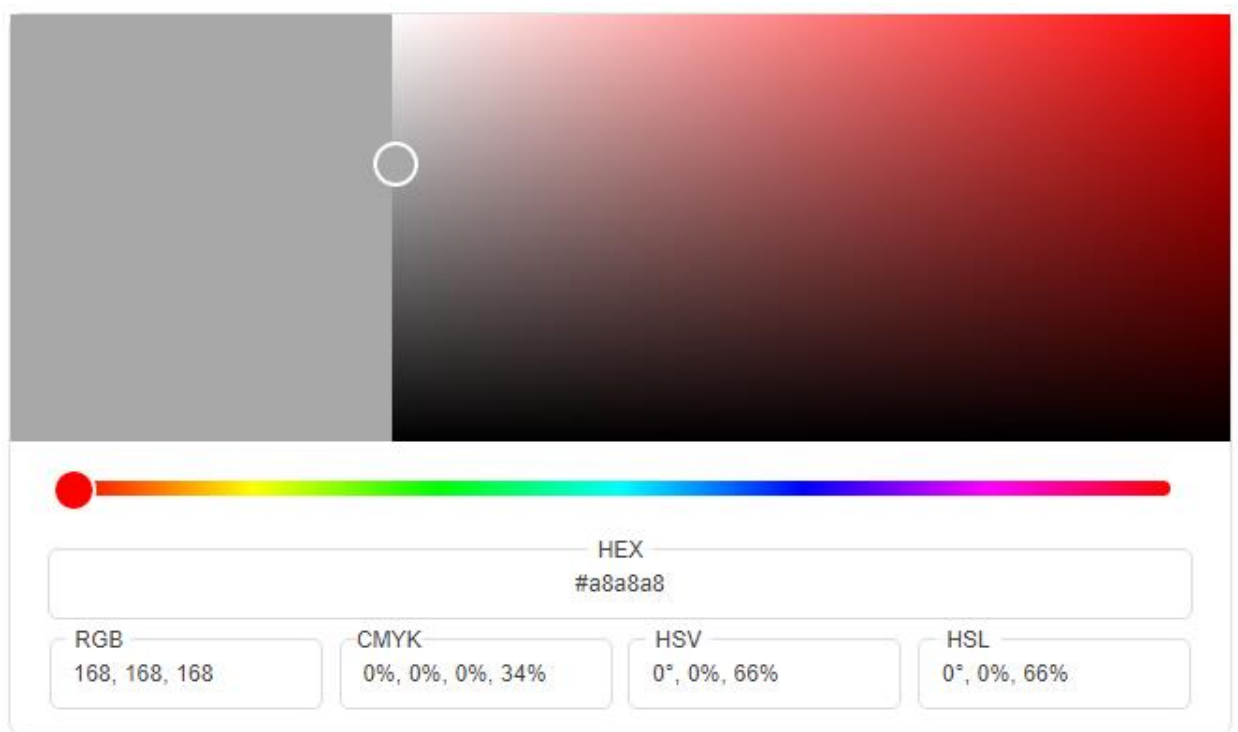 HEX
#a8a8a8
RGB
168, 168, 168
CMYK
0%, 0%, 0%, 34%
HSV
0°, 0%, 66%
HSL
0°, 0%, 66%